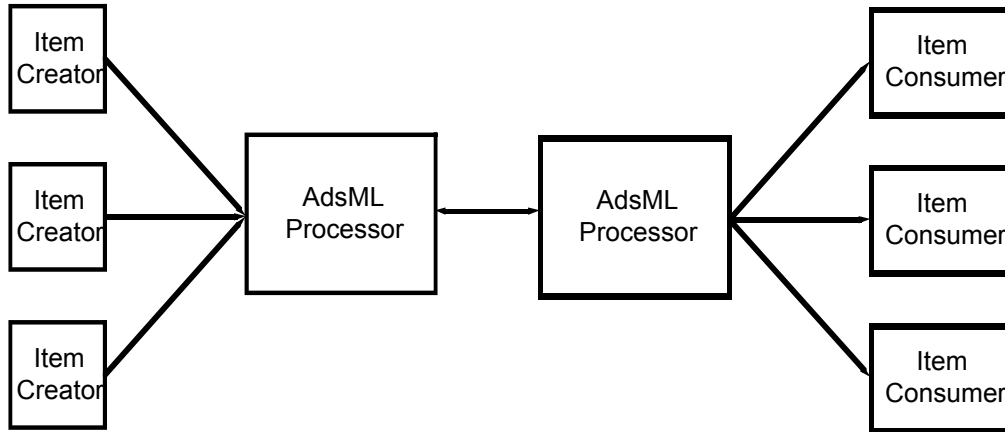 Item
Creator
Item
Creator
Item
Creator
AdsML
Processor
AdsML
Processor
Item
Consumer
Item
Consumer
Item
Consumer